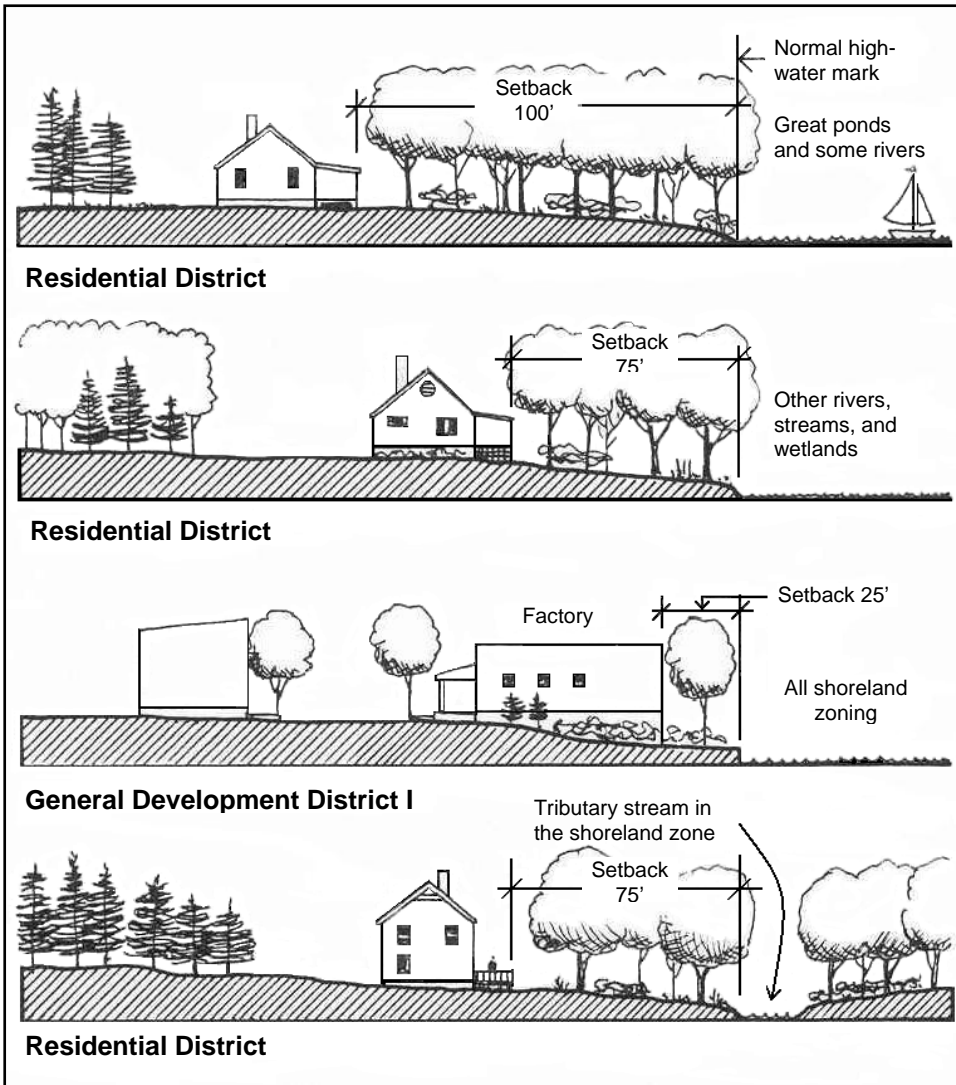 Normal high-
water mark
Setback
100’
Great ponds
and some rivers
Residential District
Setback
75’
Other rivers,
streams, and
wetlands
Residential District
Setback 25’
Factory
All shoreland
zoning
General Development District I
Tributary stream in
the shoreland zone
Setback
75’
Residential District